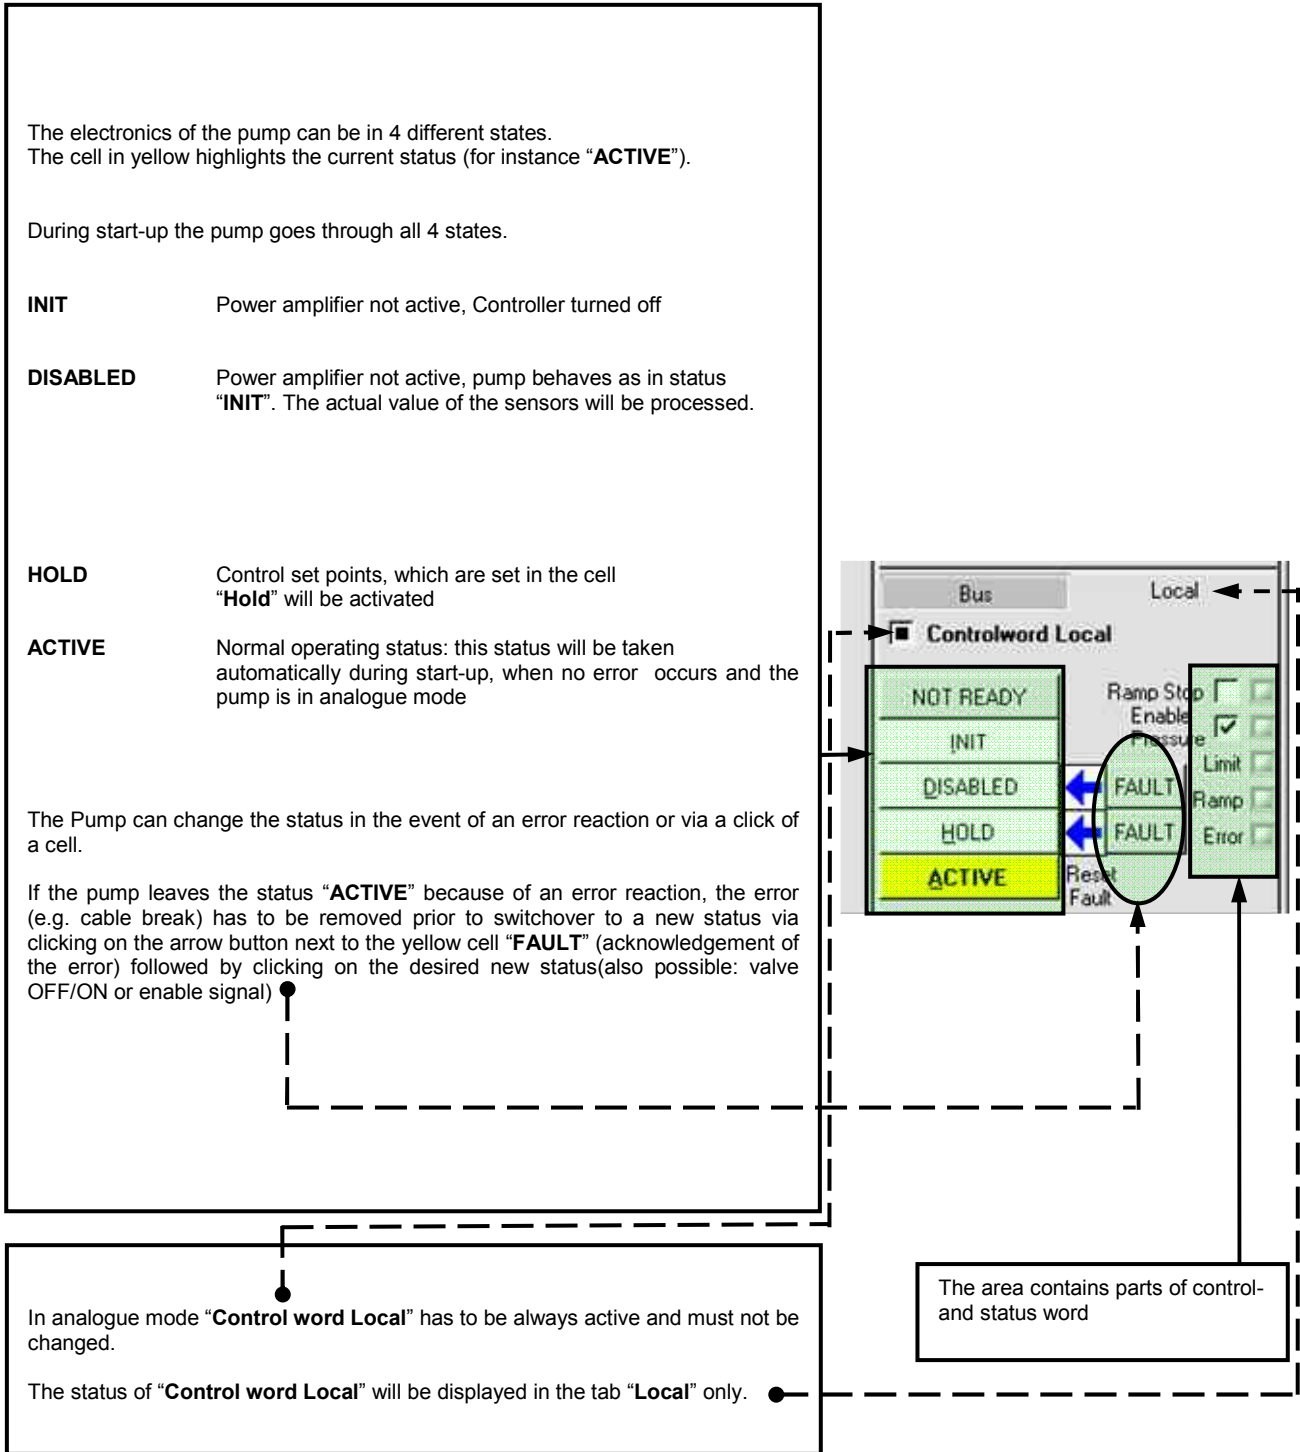 The electronics of the pump can be in 4 different states.
The cell in yellow highlights the current status (for instance “ACTIVE”).
During start-up the pump goes through all 4 states.
INIT Power amplifier not active, Controller turned off
DISABLED Power amplifier not active, pump behaves as in status
“INIT”. The actual value of the sensors will be processed.
HOLD Control set points, which are set in the cell
“Hold” will be activated
ACTIVE Normal operating status: this status will be taken
automatically during start-up, when no error occurs and the
pump is in analogue mode
The Pump can change the status in the event of an error reaction or via a click of
a cell.
If the pump leaves the status “ACTIVE” because of an error reaction, the error
(e.g. cable break) has to be removed prior to switchover to a new status via
clicking on the arrow button next to the yellow cell “FAULT” (acknowledgement of
the error) followed by clicking on the desired new status(also possible: valve
OFF/ON or enable signal)
Bus Local
Controlword Local
NOT READY Ramp Stop
Enable
Pressure
INIT
Limit
DISABLED FAULT
Ramp
HOLD FAULT Error
ACTIVE Reset
Fault
In analogue mode “Control word Local” has to be always active and must not be
changed.
The status of “Control word Local” will be displayed in the tab “Local” only.
The area contains parts of control-
and status word